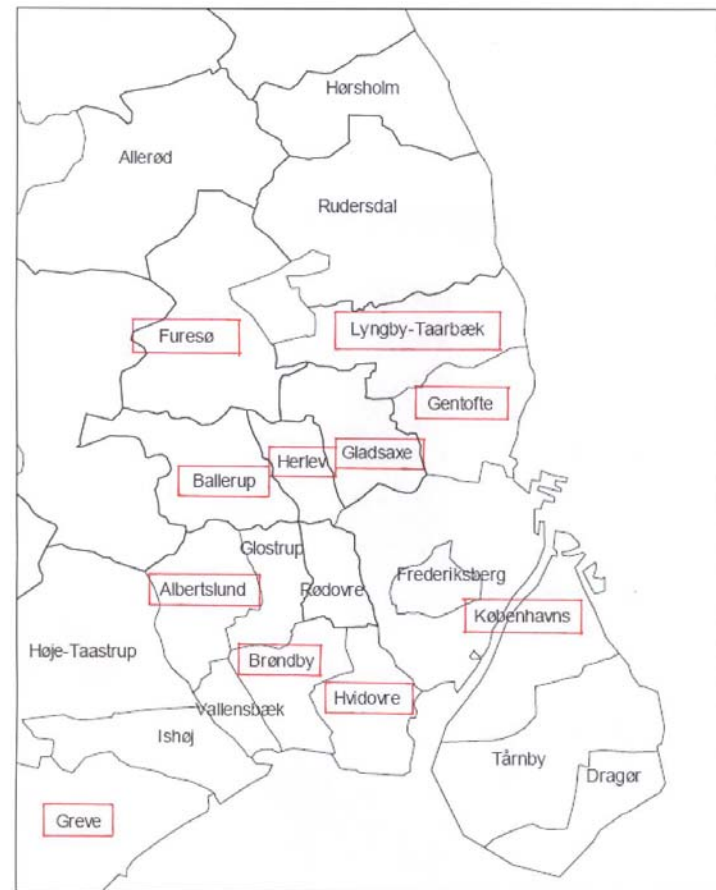 Hørsholm
Allerød
Rudersdal
Furesø
Lyngby-Taarbæk
Gentofte
Gladsaxe
Herlev
Ballerup
Glostrup
Frederiksberg
Albertslund
Rødovre
Københavns
Høje-Taastrup
Brøndby
Hvidovre
Vallensbæk
Ishøj
Tårnby
Dragør
Greve